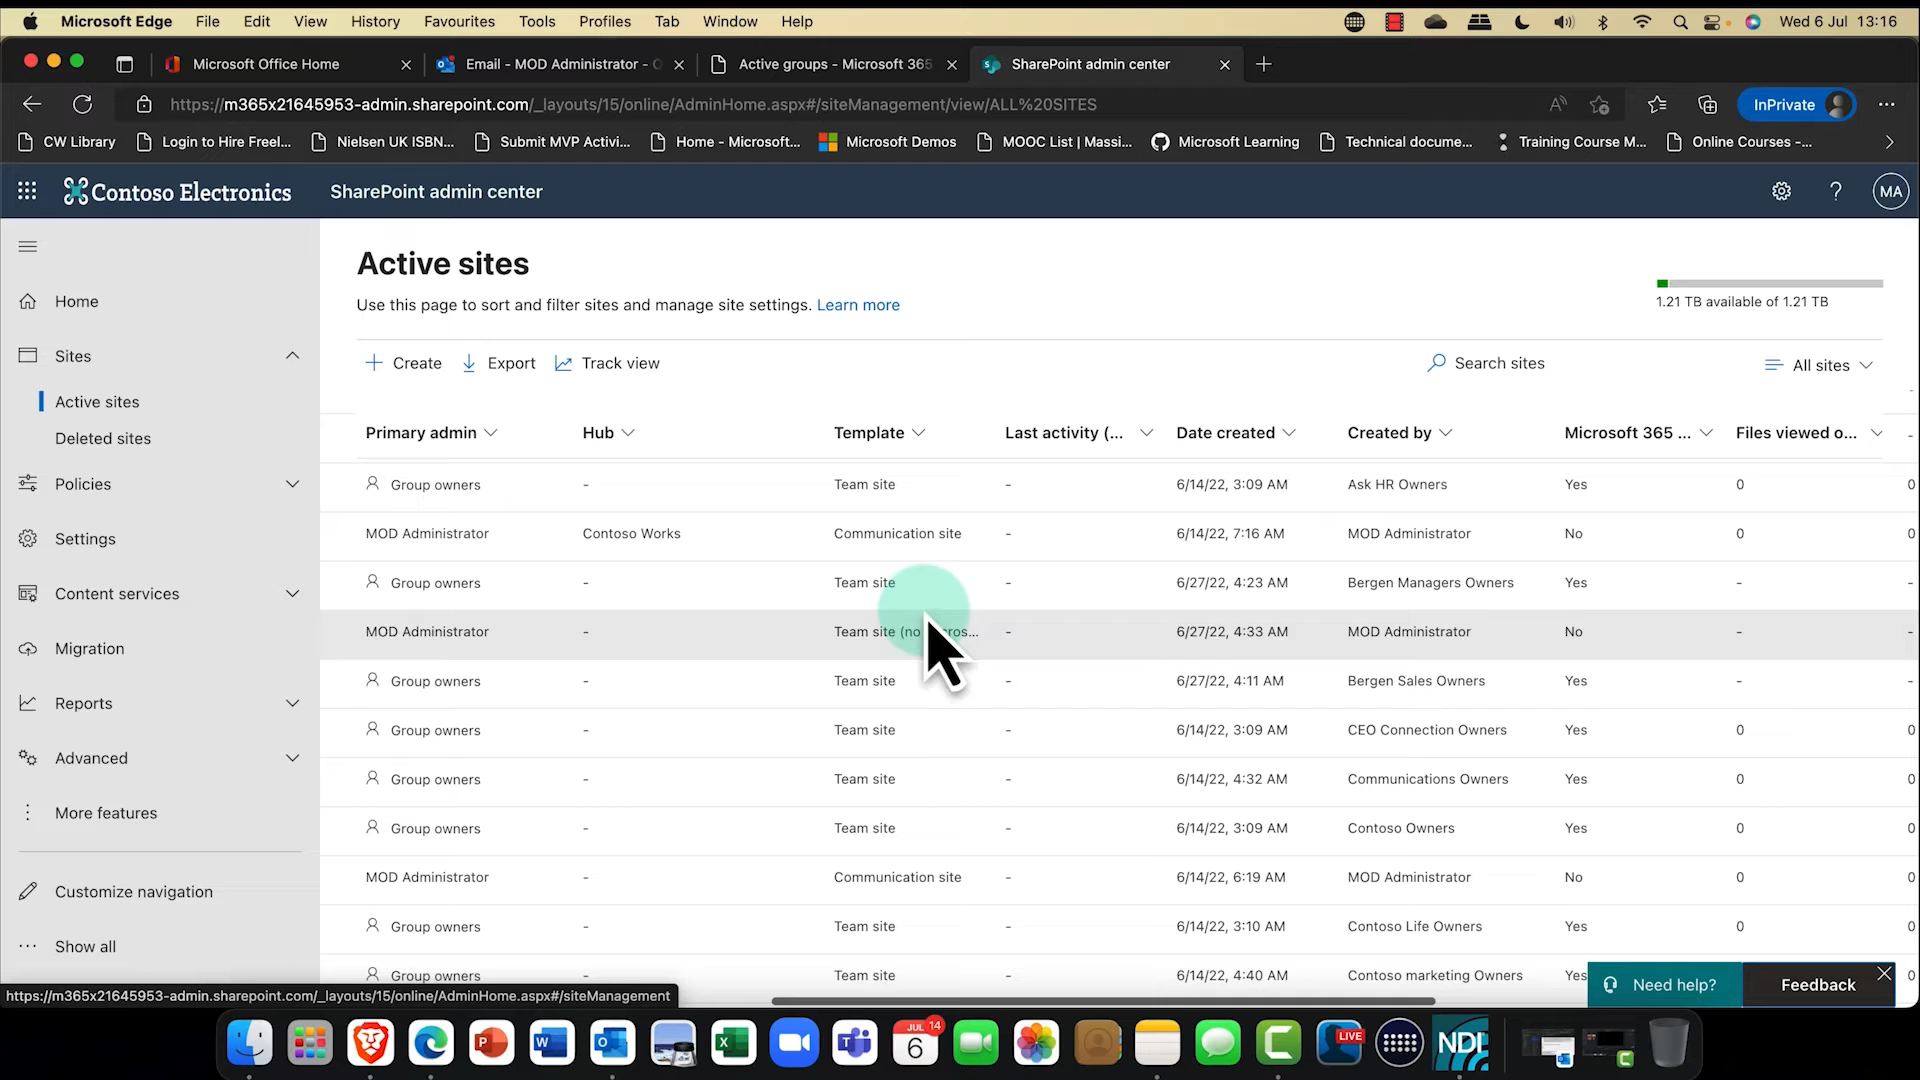 Microsoft Edge File Edit View History Favourites Tools Profiles Tab Window Help Wed 6 Jul 13:16
Microsoft Office Home Email - MOD Administrator - O Active groups - Microsoft 365 SharePoint admin center
https://m365x21645953-admin.sharepoint.com/_layouts/15/online/AdminHome.aspx#/siteManagement/view/ALL%20SITES InPrivate
CW Library Login to Hire Freel... Nielsen UK ISBN... Submit MVP Activi... Home - Microsoft... Microsoft Demos MOOC List | Massi... Microsoft Learning Technical docume... Training Course M... Online Courses -...
Contoso Electronics SharePoint admin center ? MA
Active sites
Use this page to sort and filter sites and manage site settings. Learn more
1.21 TB available of 1.21 TB
Home
Sites
Active sites
Deleted sites
Policies
Settings
Content services
Migration
Reports
Advanced
More features
Customize navigation
Show all
Create Export Track view Search sites All sites
Primary admin Hub Template Last activity (... Date created Created by Microsoft 365 ... Files viewed o...
Group owners - Team site - 6/14/22, 3:09 AM Ask HR Owners Yes 0 0
MOD Administrator Contoso Works Communication site - 6/14/22, 7:16 AM MOD Administrator No 0 0
Group owners - Team site - 6/27/22, 4:23 AM Bergen Managers Owners Yes - -
MOD Administrator - Team site (no ...ros... - 6/27/22, 4:33 AM MOD Administrator No - -
Group owners - Team site - 6/27/22, 4:11 AM Bergen Sales Owners Yes - -
Group owners - Team site - 6/14/22, 3:09 AM CEO Connection Owners Yes 0 0
Group owners - Team site - 6/14/22, 4:32 AM Communications Owners Yes 0 0
Group owners - Team site - 6/14/22, 3:09 AM Contoso Owners Yes 0 0
MOD Administrator - Communication site - 6/14/22, 6:19 AM MOD Administrator No 0 0
Group owners - Team site - 6/14/22, 3:10 AM Contoso Life Owners Yes 0 0
Group owners - Team site - 6/14/22, 4:40 AM Contoso marketing Owners Yes 0
Need help? Feedback
https://m365x21645953-admin.sharepoint.com/_layouts/15/online/AdminHome.aspx#/siteManagement
JUL 14
6
LIVE
NDI